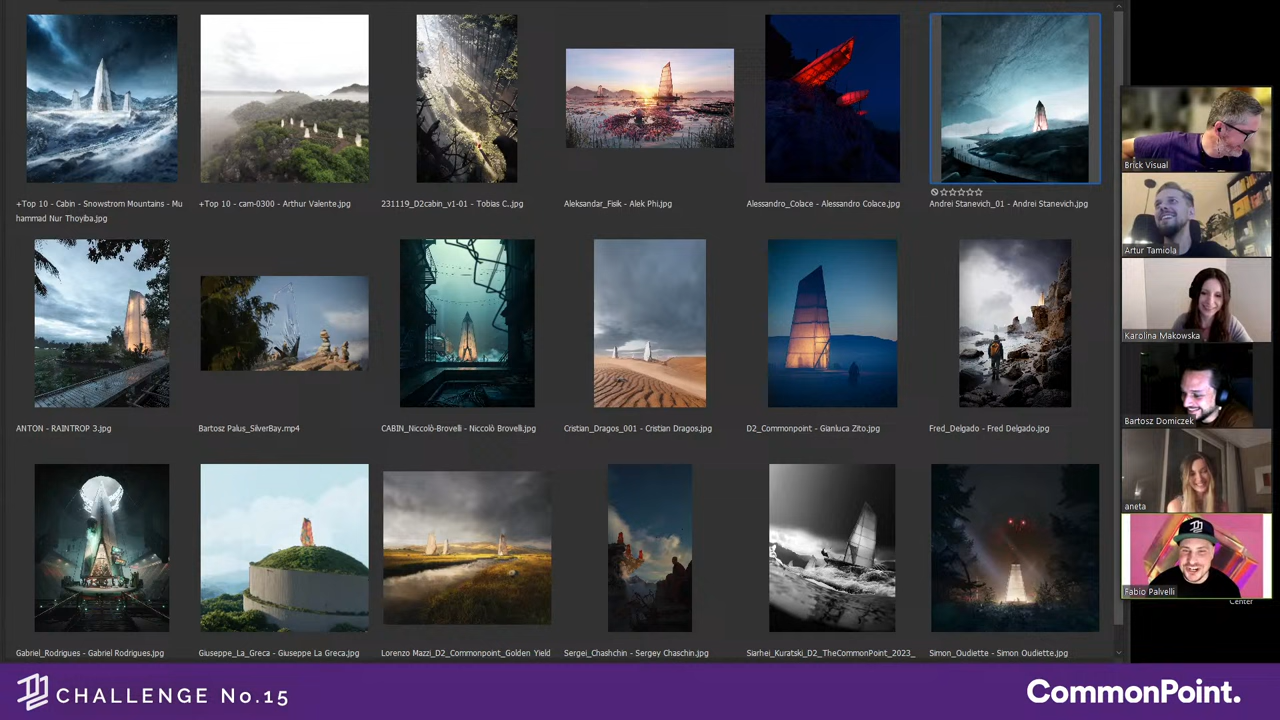 +Top 10 - Cabin - Snowstrom Mountains - Mu
hammad Nur Thoyiba.jpg
+Top 10 - cam-0300 - Arthur Valente.jpg
231119_D2cabin_v1-01 - Tobias C..jpg
Aleksandar_Fisik - Alek Phi.jpg
Alessandro_Colace - Alessandro Colace.jpg
Andrei Stanevich_01 - Andrei Stanevich.jpg
ANTON - RAINTROP 3.jpg
Bartosz Palus_SilverBay.mp4
CABIN_Niccolò-Brovelli - Niccolò Brovelli.jpg
Cristian_Dragos_001 - Cristian Dragos.jpg
D2_Commonpoint - Gianluca Zito.jpg
Fred_Delgado - Fred Delgado.jpg
Gabriel_Rodrigues - Gabriel Rodrigues.jpg
Giuseppe_La_Greca - Giuseppe La Greca.jpg
Lorenzo Mazzi_D2_Commonpoint_Golden Yield
Sergei_Chashchin - Sergey Chaschin.jpg
Siarhei_Kuratski_D2_TheCommonPoint_2023_
Simon_Oudiette - Simon Oudiette.jpg
Brick Visual
Artur Tamiola
Karolina Makowska
Bartosz Domiczek
aneta
Fabio Palvelli
Center
D2 CHALLENGE No.15
CommonPoint.